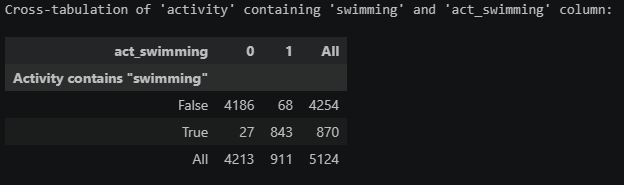 Cross-tabulation of 'activity' containing 'swimming' and 'act_swimming' column:
act_swimming 0 1 All
Activity contains "swimming"
False 4186 68 4254
True 27 843 870
All 4213 911 5124